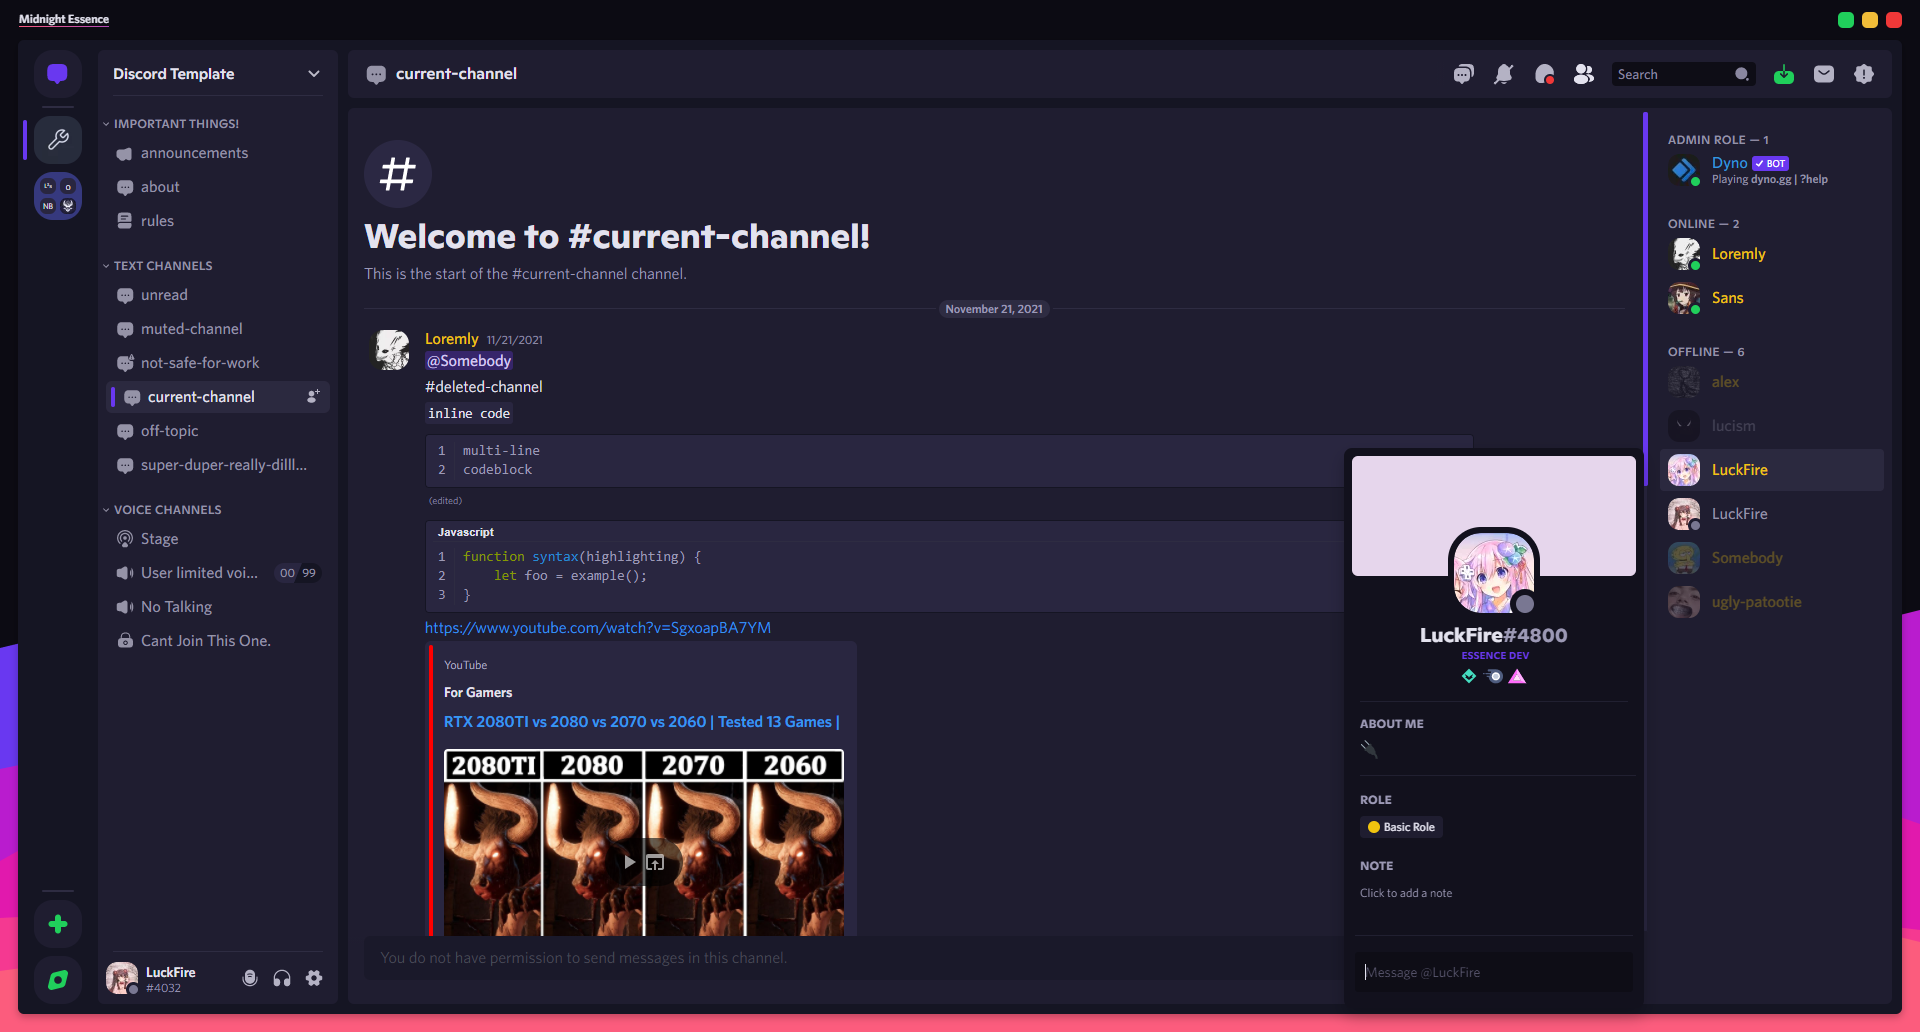 Midnight Essence
Discord Template
IMPORTANT THINGS!
announcements
about
rules
TEXT CHANNELS
unread
muted-channel
not-safe-for-work
current-channel
off-topic
super-duper-really-dilll...
VOICE CHANNELS
Stage
User limited voi... 00 99
No Talking
Cant Join This One.
NB
LuckFire
#4032
current-channel
Search
#
Welcome to #current-channel!
This is the start of the #current-channel channel.
November 21, 2021
Loremly 11/21/2021
@Somebody
#deleted-channel
inline code
1 multi-line
2 codeblock
(edited)
Javascript
1 function syntax(highlighting) {
2 let foo = example();
3 }
https://www.youtube.com/watch?v=SgxoapBA7YM
YouTube
For Gamers
RTX 2080TI vs 2080 vs 2070 vs 2060 | Tested 13 Games |
2080TI 2080 2070 2060
You do not have permission to send messages in this channel.
LuckFire#4800
ESSENCE DEV
ABOUT ME
ROLE
Basic Role
NOTE
Click to add a note
Message @LuckFire
ADMIN ROLE — 1
Dyno BOT
Playing dyno.gg | ?help
ONLINE — 2
Loremly
Sans
OFFLINE — 6
alex
lucism
LuckFire
LuckFire
Somebody
ugly-patootie